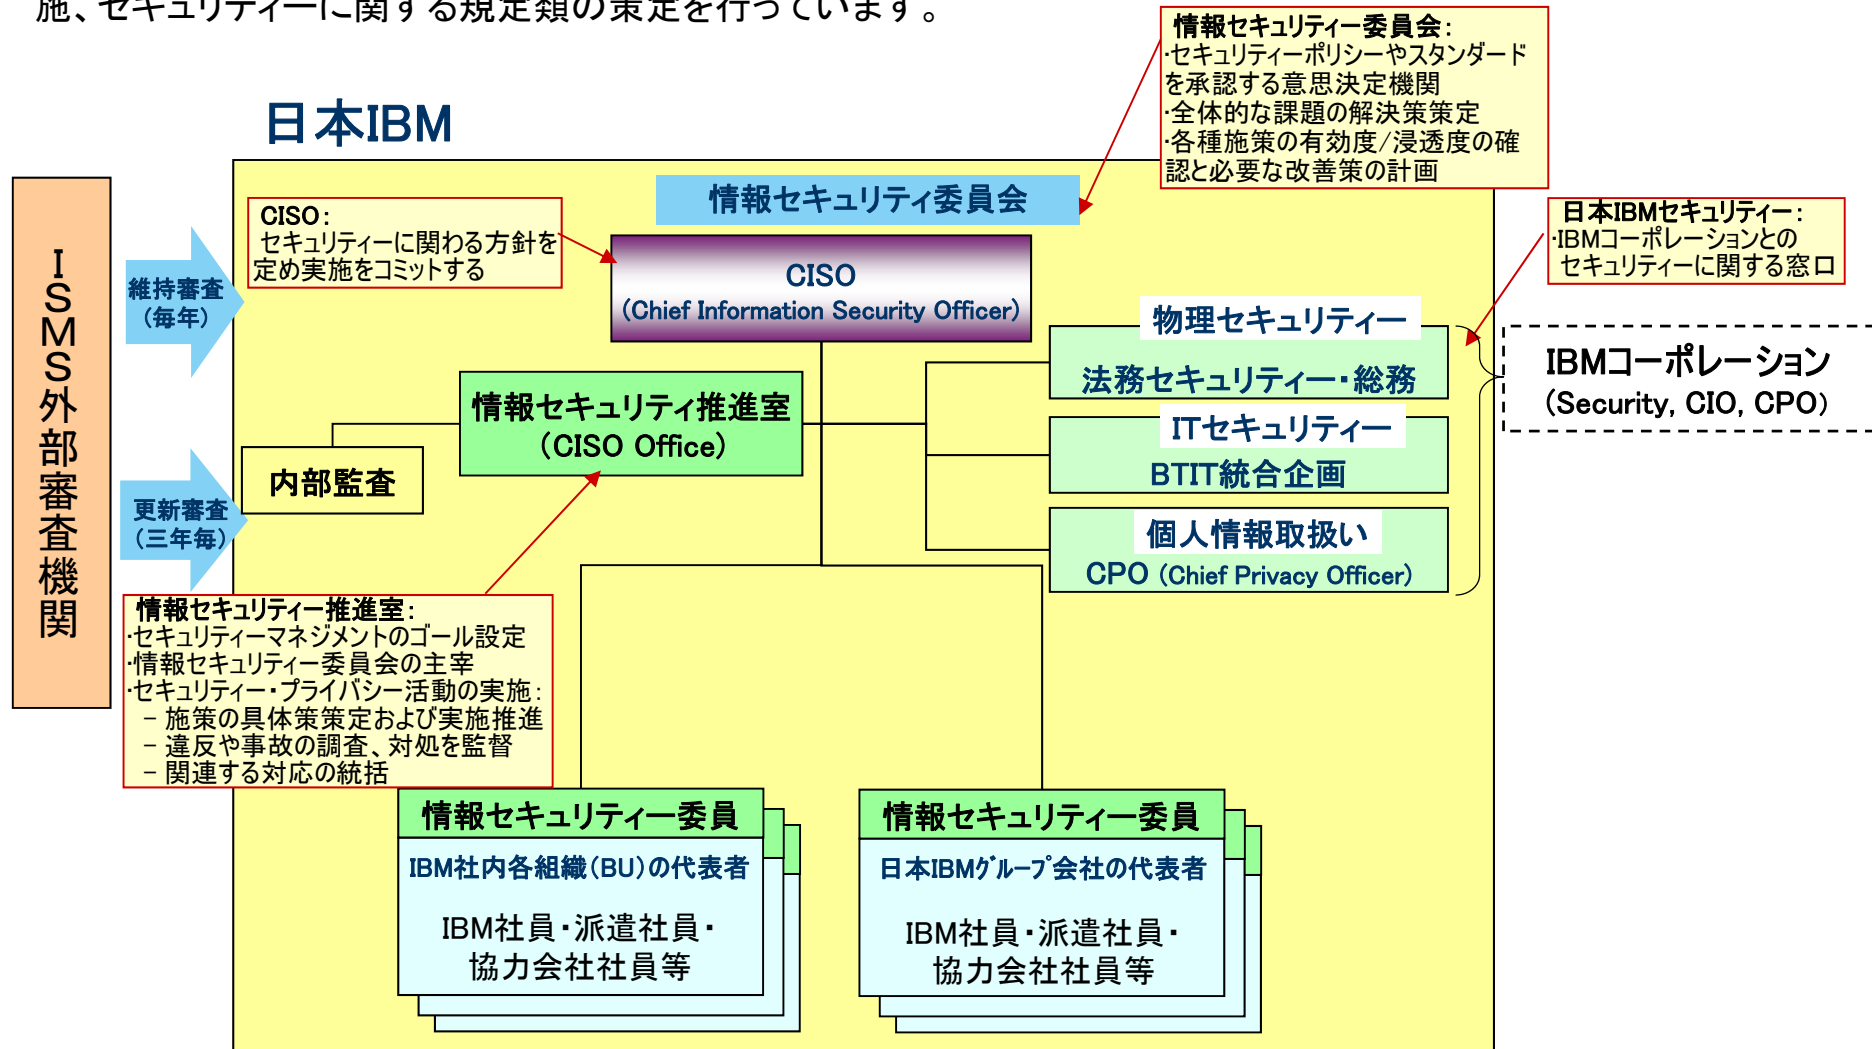 施、セキュリティーに関する規定類の策定を行っています。
情報セキュリティー委員会：
・セキュリティーポリシーやスタンダード
を承認する意思決定機関
・全体的な課題の解決策策定
・各種施策の有効度/浸透度の確
認と必要な改善策の計画
日本IBM
情報セキュリティ委員会
CISO：
セキュリティーに関わる方針を
定め実施をコミットする
日本IBMセキュリティー：
・IBMコーポレーションとの
セキュリティーに関する窓口
ISMS外部審査機関
維持審査
（毎年）
CISO
(Chief Information Security Officer)
物理セキュリティー
法務セキュリティー・総務
IBMコーポレーション
(Security, CIO, CPO)
情報セキュリティ推進室
(CISO Office)
ITセキュリティー
BTIT統合企画
内部監査
更新審査
（三年毎）
個人情報取扱い
CPO (Chief Privacy Officer)
情報セキュリティー推進室：
・セキュリティーマネジメントのゴール設定
・情報セキュリティー委員会の主宰
・セキュリティー・プライバシー活動の実施：
－ 施策の具体策策定および実施推進
－ 違反や事故の調査、対処を監督
－ 関連する対応の統括
情報セキュリティー委員
IBM社内各組織（BU）の代表者
IBM社員・派遣社員・
協力会社社員等
情報セキュリティー委員
日本IBMｸﾞﾙｰﾌﾟ会社の代表者
IBM社員・派遣社員・
協力会社社員等